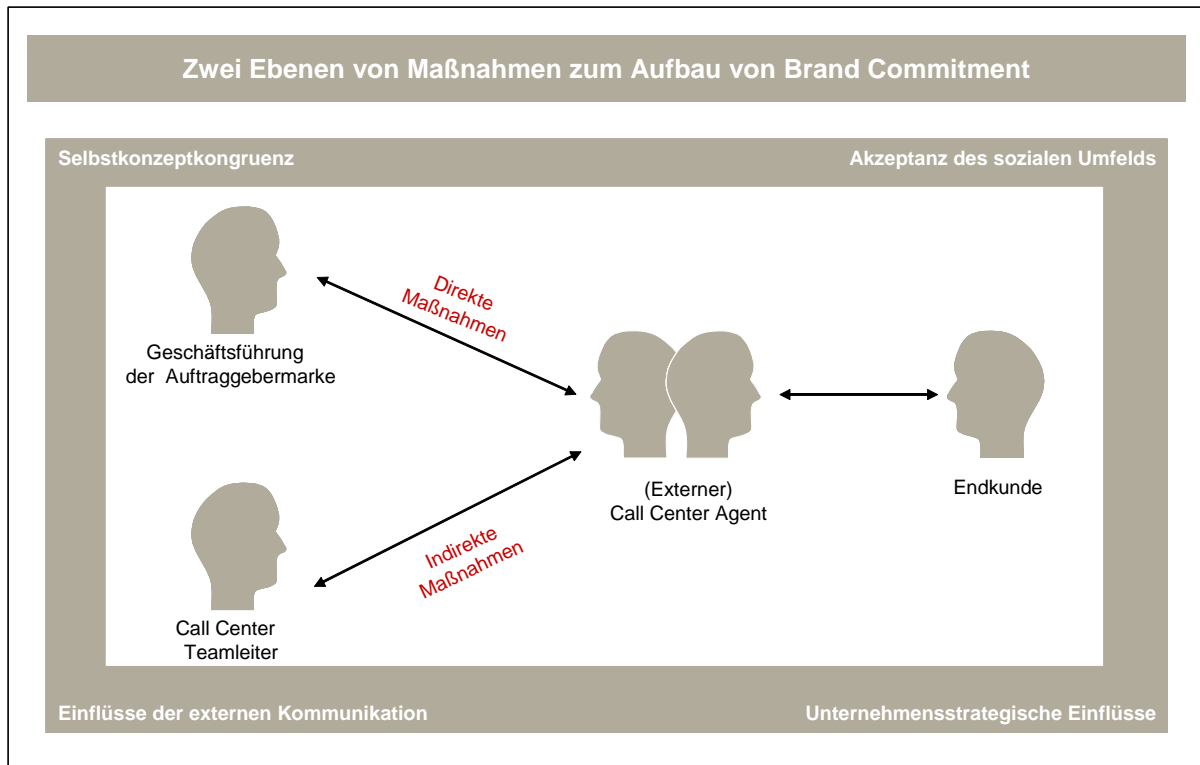 Zwei Ebenen von Maßnahmen zum Aufbau von Brand Commitment
Selbstkonzeptkongruenz
Akzeptanz des sozialen Umfelds
Direkte
Maßnahmen
Geschäftsführung
der Auftraggebermarke
(Externer)
Call Center Agent
Endkunde
Indirekte
Maßnahmen
Call Center
Teamleiter
Einflüsse der externen Kommunikation
Unternehmensstrategische Einflüsse